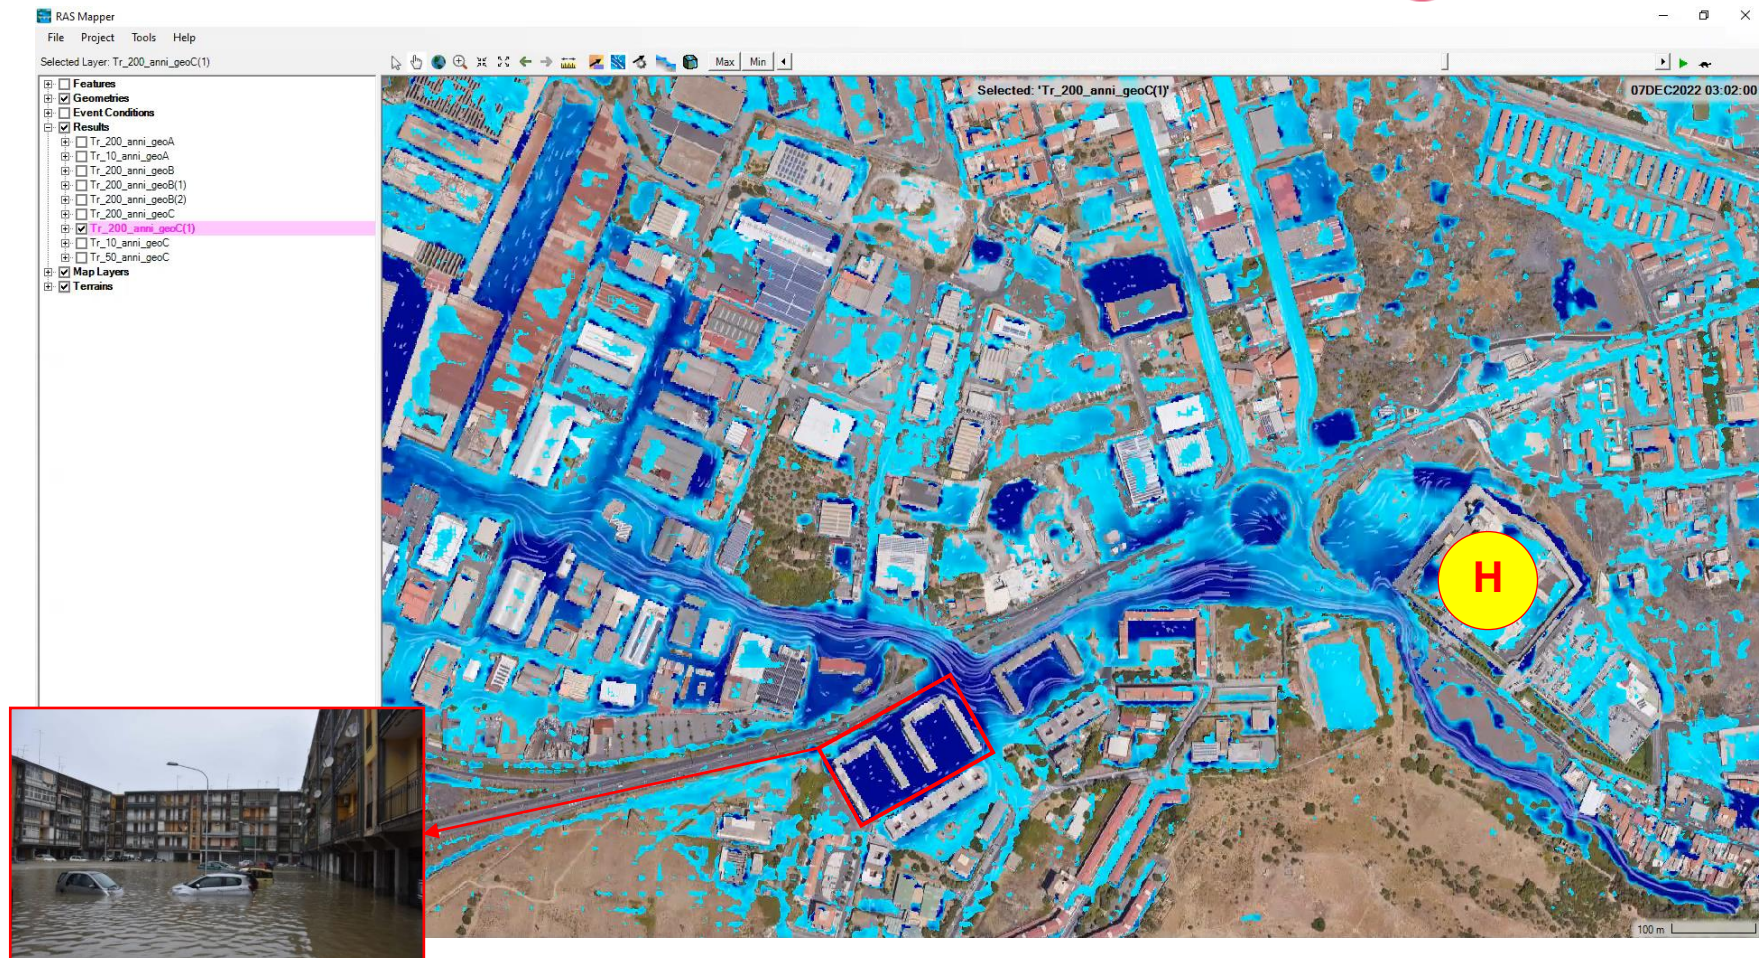 RAS Mapper
File Project Tools Help
Selected Layer: Tr_200_anni_geoC(1)
Max Min
Features
Geometries
Event Conditions
Results
Tr_200_anni_geoA
Tr_10_anni_geoA
Tr_200_anni_geoB
Tr_200_anni_geoB(1)
Tr_200_anni_geoB(2)
Tr_200_anni_geoC
Tr_200_anni_geoC(1)
Tr_10_anni_geoC
Tr_50_anni_geoC
Map Layers
Terrains
Selected: 'Tr_200_anni_geoC(1)'
07DEC2022 03:02:00
H
100 m